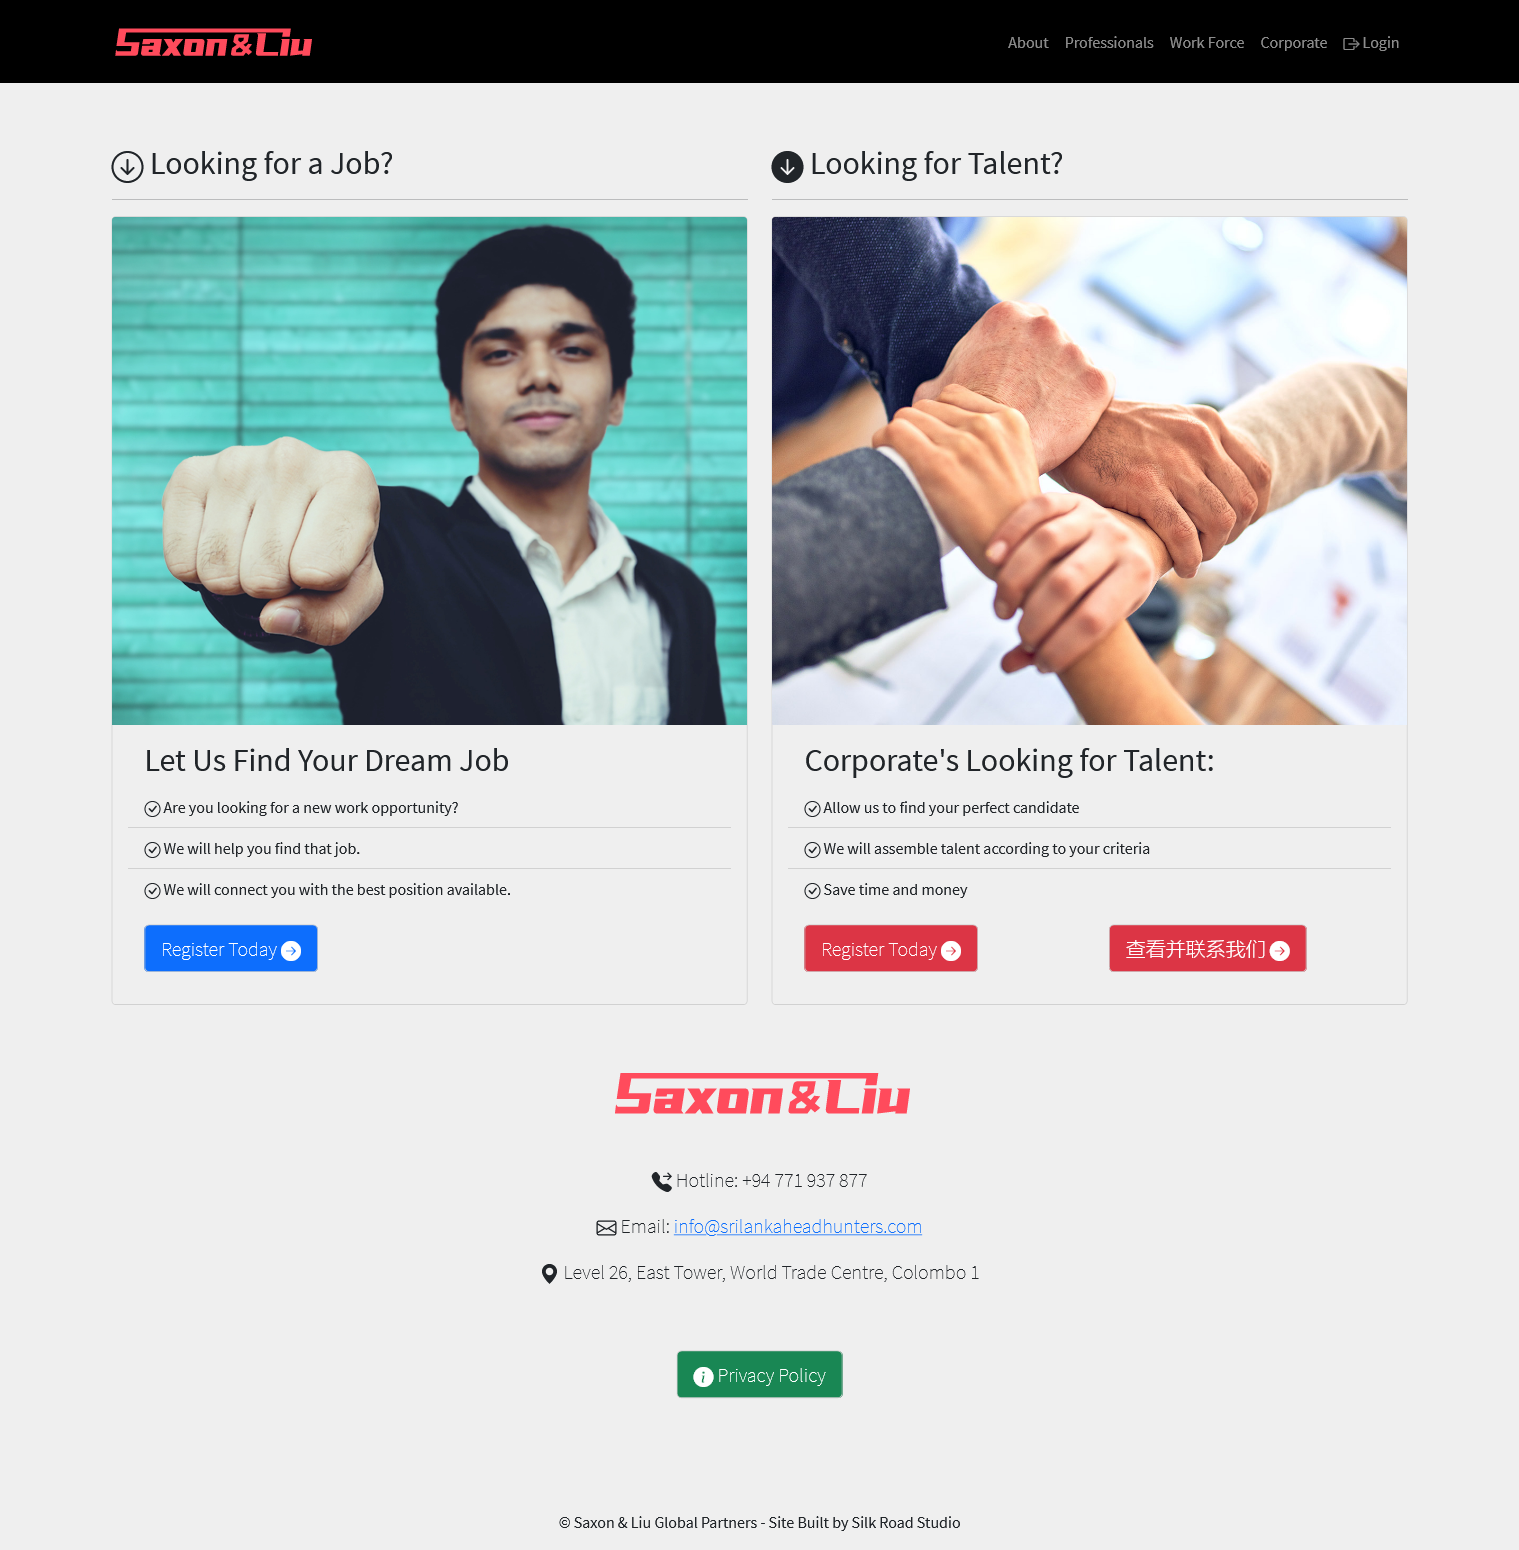 Saxon & Liu
About Professionals Work Force Corporate Login
Looking for a Job?
Let Us Find Your Dream Job
Are you looking for a new work opportunity?
We will help you find that job.
We will connect you with the best position available.
Register Today
Looking for Talent?
Corporate's Looking for Talent:
Allow us to find your perfect candidate
We will assemble talent according to your criteria
Save time and money
Register Today
查看并联系我们
Saxon & Liu
Hotline: +94 771 937 877
Email: info@srilankaheadhunters.com
Level 26, East Tower, World Trade Centre, Colombo 1
Privacy Policy
© Saxon & Liu Global Partners - Site Built by Silk Road Studio